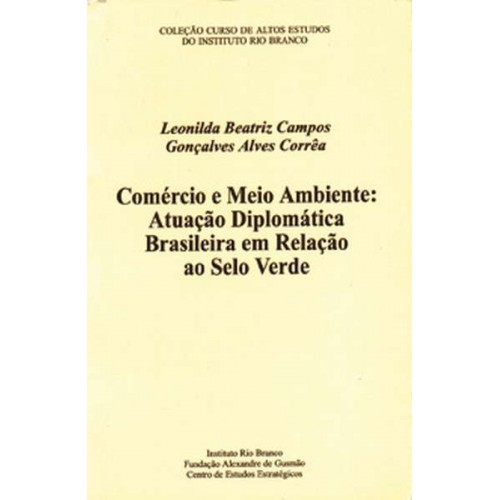 COLEÇÃO CURSO DE ALTOS ESTUDOS
DO INSTITUTO RIO BRANCO
Leonilda Beatriz Campos
Gonçalves Alves Corrêa
Comércio e Meio Ambiente:
Atuação Diplomática
Brasileira em Relação
ao Selo Verde
Instituto Rio Branco
Fundação Alexandre de Gusmão
Centro de Estudos Estratégicos